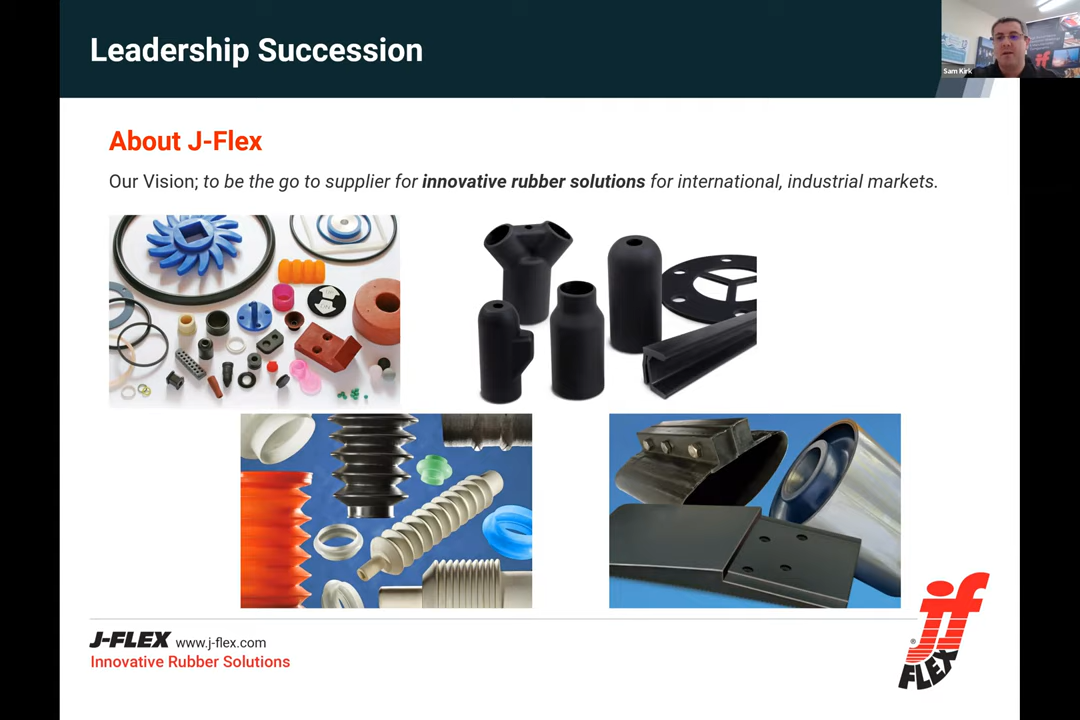 Leadership Succession
Sam Kirk
About J-Flex
Our Vision; to be the go to supplier for innovative rubber solutions for international, industrial markets.
J-FLEX www.j-flex.com
Innovative Rubber Solutions
jf
®
FLEX